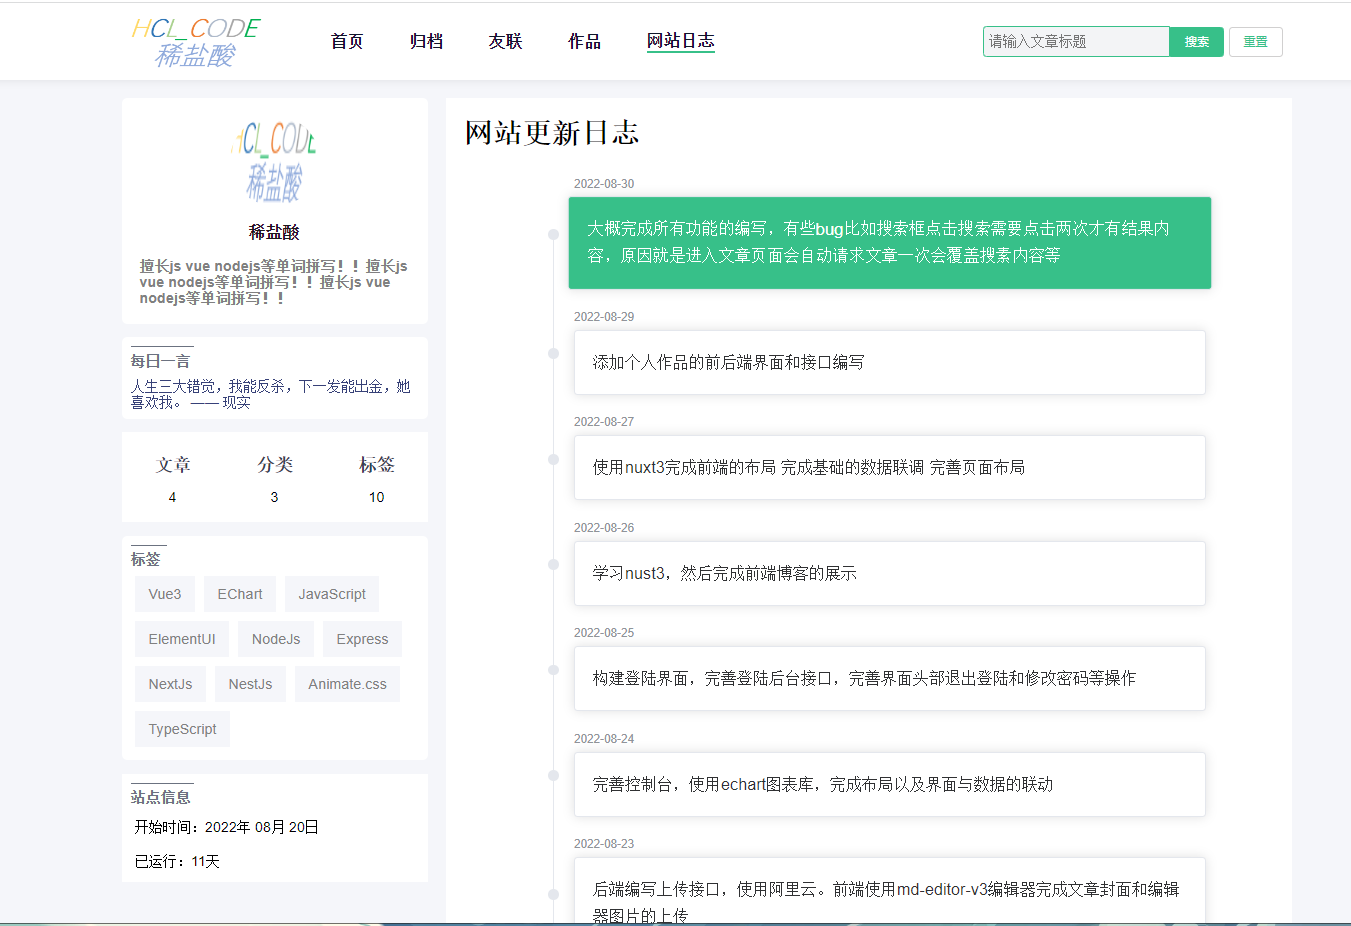 HCL_CODE
稀盐酸
首页 归档 友联 作品 网站日志
请输入文章标题 搜索 重置
HCL_CODE
稀盐酸
稀盐酸
擅长js vue nodejs等单词拼写！！擅长js
vue nodejs等单词拼写！！擅长js vue
nodejs等单词拼写！！
每日一言
人生三大错觉，我能反杀，下一发能出金，她
喜欢我。 —— 现实
文章 分类 标签
4 3 10
标签
Vue3 EChart JavaScript
ElementUI NodeJs Express
NextJs NestJs Animate.css
TypeScript
站点信息
开始时间：2022年 08月 20日
已运行：11天
网站更新日志
2022-08-30
大概完成所有功能的编写，有些bug比如搜索框点击搜索需要点击两次才有结果内
容，原因就是进入文章页面会自动请求文章一次会覆盖搜素内容等
2022-08-29
添加个人作品的前后端界面和接口编写
2022-08-27
使用nuxt3完成前端的布局 完成基础的数据联调 完善页面布局
2022-08-26
学习nust3，然后完成前端博客的展示
2022-08-25
构建登陆界面，完善登陆后台接口，完善界面头部退出登陆和修改密码等操作
2022-08-24
完善控制台，使用echart图表库，完成布局以及界面与数据的联动
2022-08-23
后端编写上传接口，使用阿里云。前端使用md-editor-v3编辑器完成文章封面和编辑
器图片的上传